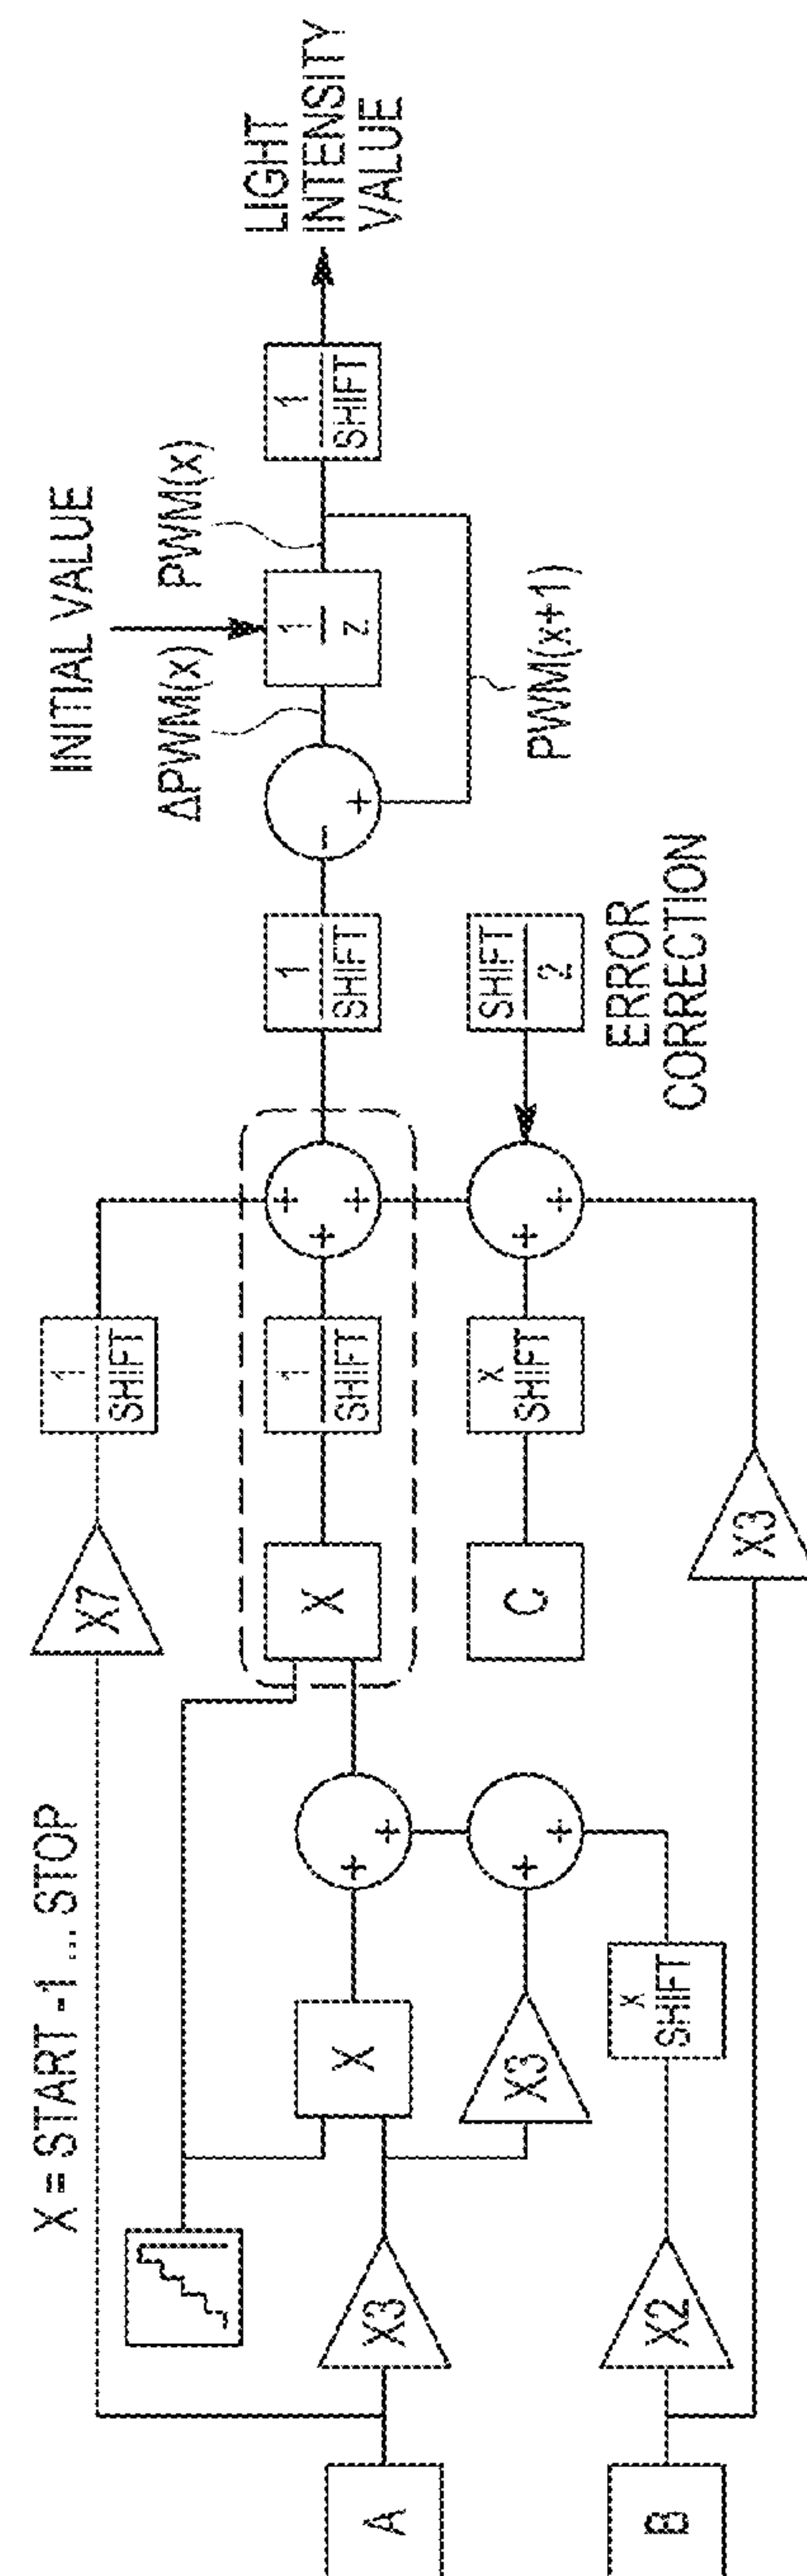 X = START -1 ... STOP
A
X3
X
X3
+
+
+
+
B
X2
X
SHIFT
X7
1
SHIFT
X
1
SHIFT
+
+
+
C
X
SHIFT
+
+
X3
SHIFT
2
ERROR
CORRECTION
1
SHIFT
-
+
ΔPWM(x)
INITIAL VALUE
1
z
PWM(x)
PWM(x+1)
1
SHIFT
LIGHT
INTENSITY
VALUE